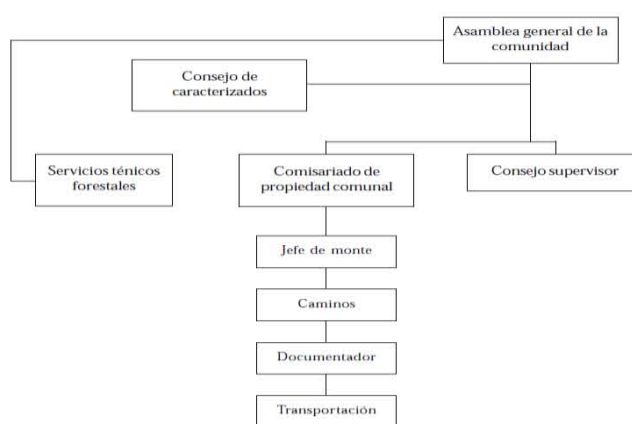 Asamblea general de la
comunidad
Consejo de
caracterizados
Servicios ténicos
forestales
Comisariado de
propiedad comunal
Consejo supervisor
Jefe de monte
Caminos
Documentador
Transportación